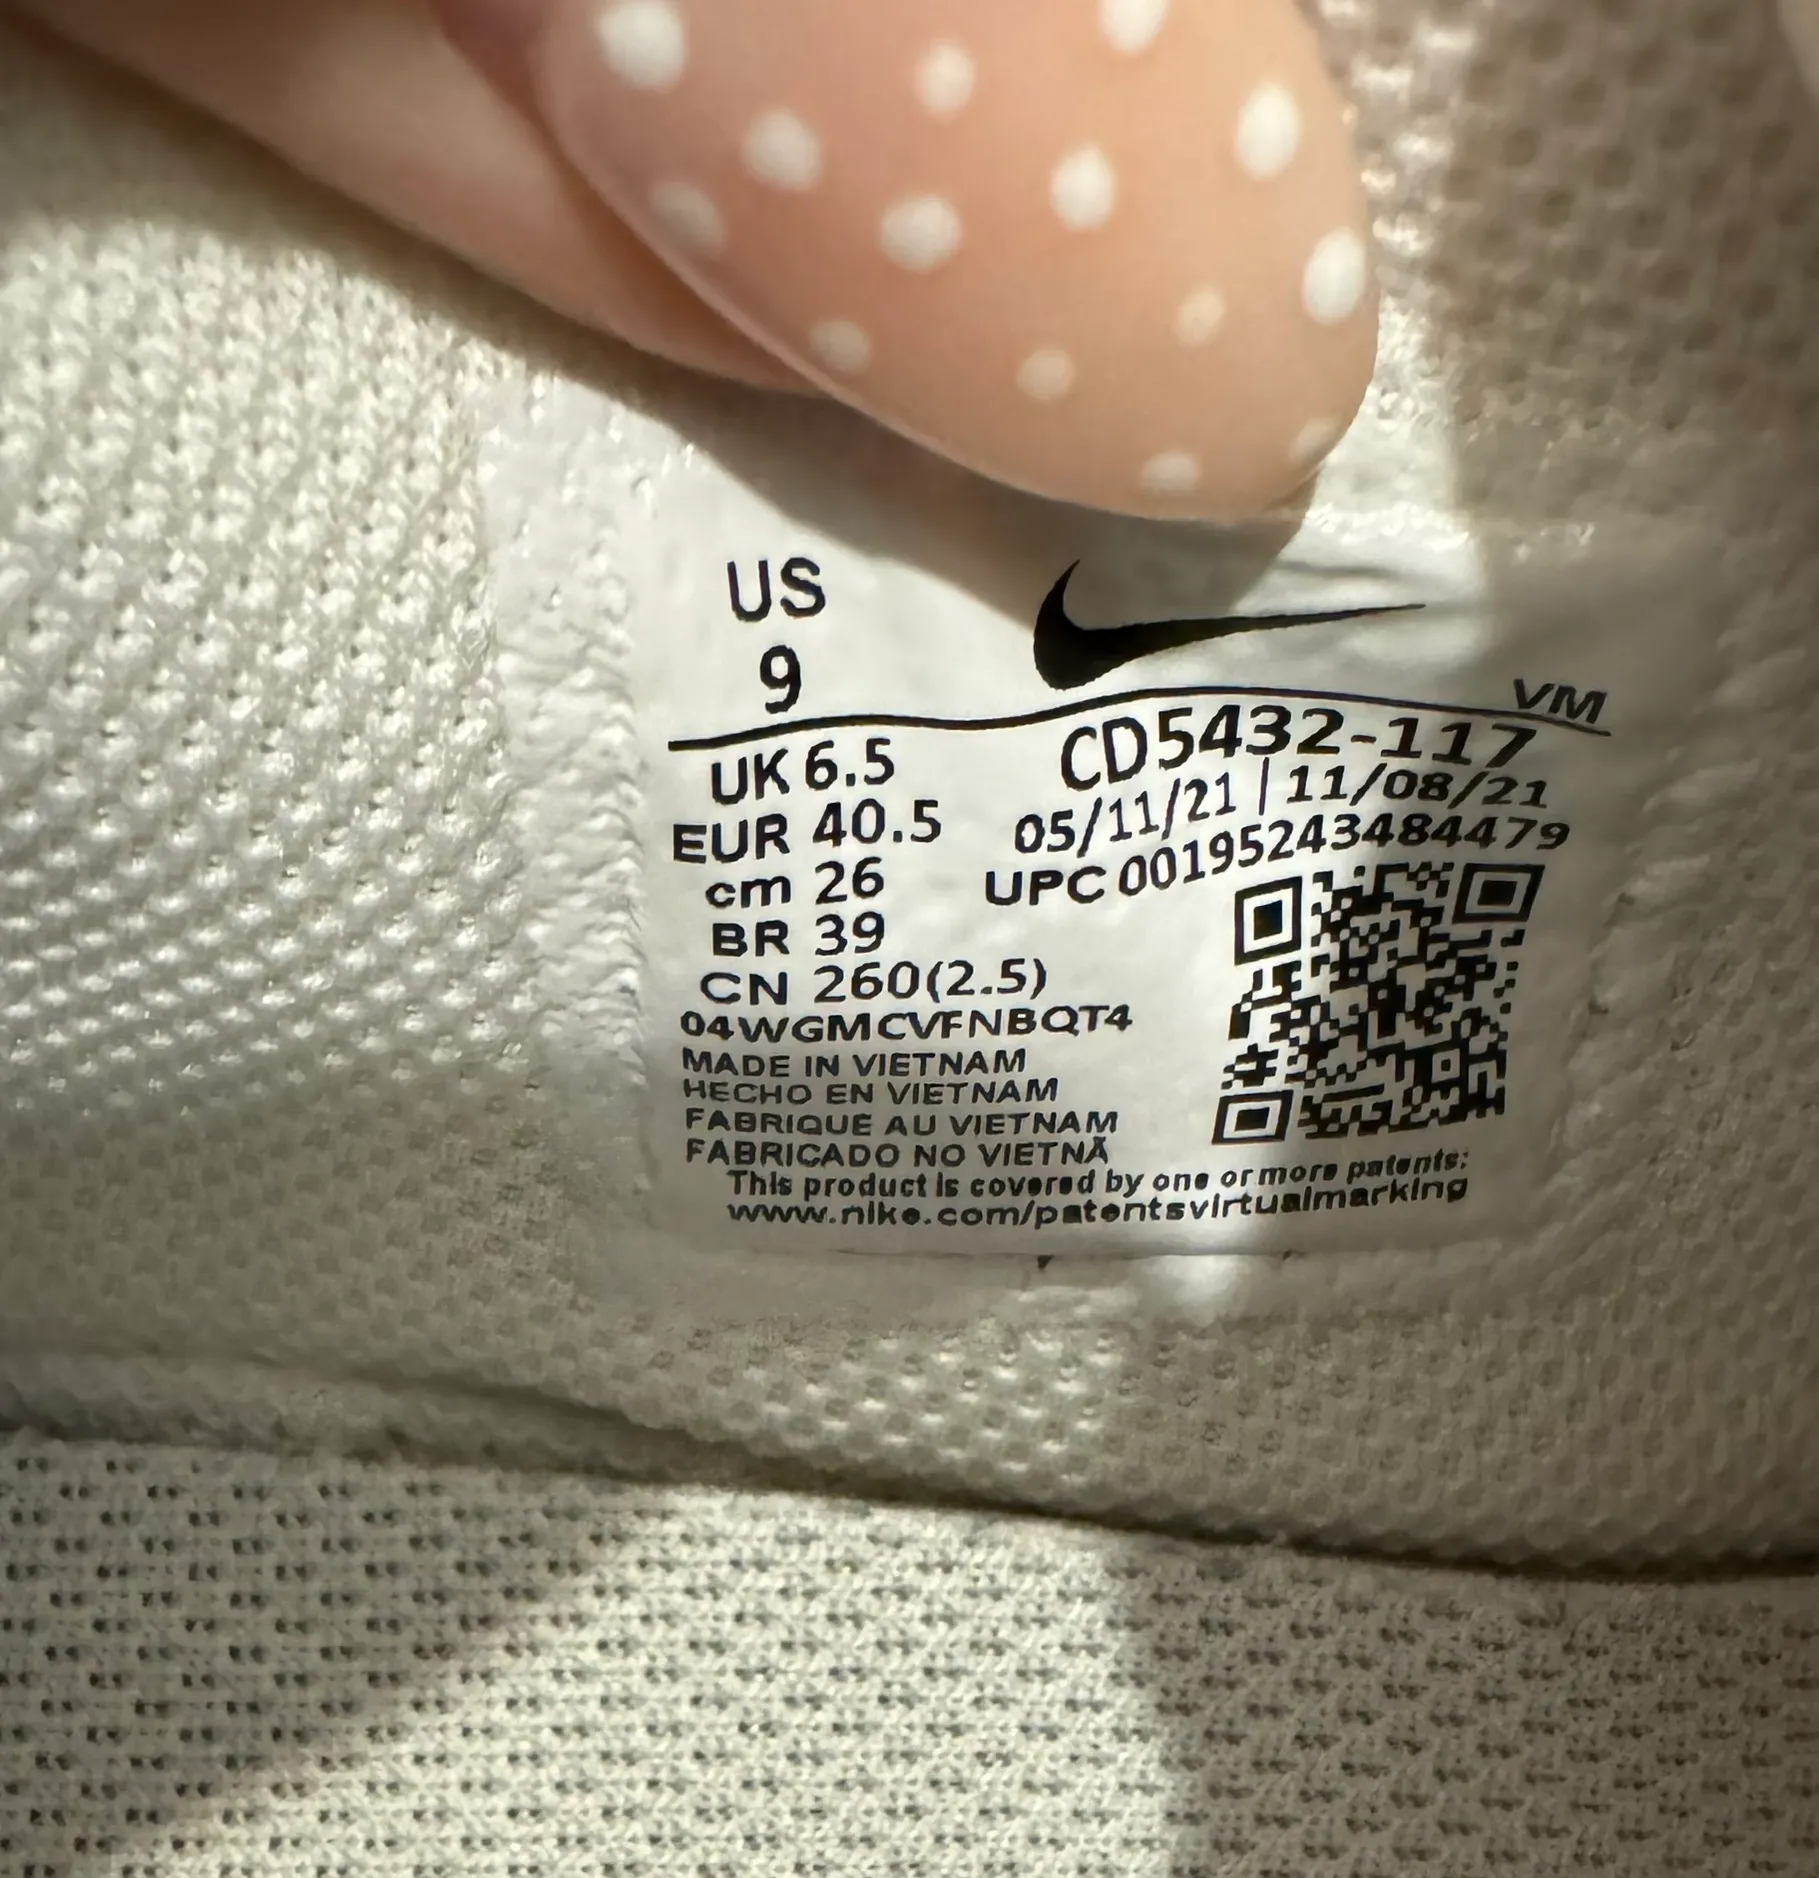 US
9
VM
UK 6.5
EUR 40.5
cm 26
BR 39
CN 260(2.5)
CD5432-117
05/11/21 | 11/08/21
UPC 00195243484479
04WGMCVFNBQT4
MADE IN VIETNAM
HECHO EN VIETNAM
FABRIQUE AU VIETNAM
FABRICADO NO VIETNÃ
This product is covered by one or more patents:
www.nike.com/patentsvirtualmarking